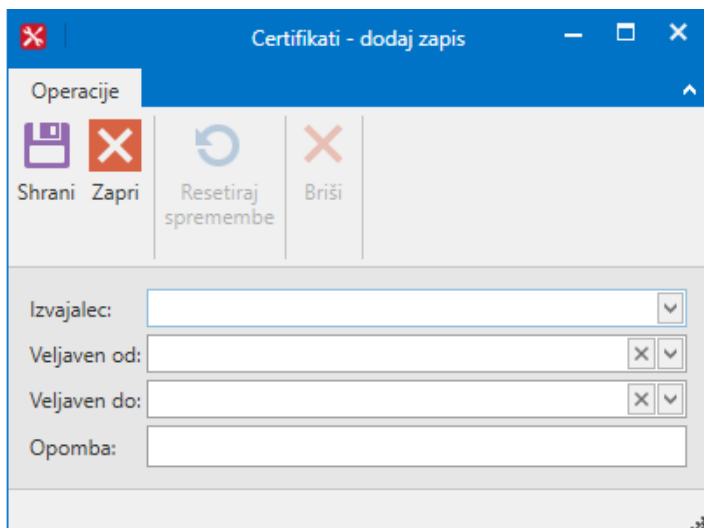 Certifikati - dodaj zapis
Operacije
Shrani Zapri Resetiraj spremembe Briši
Izvajalec:
Veljaven od:
Veljaven do:
Opomba: